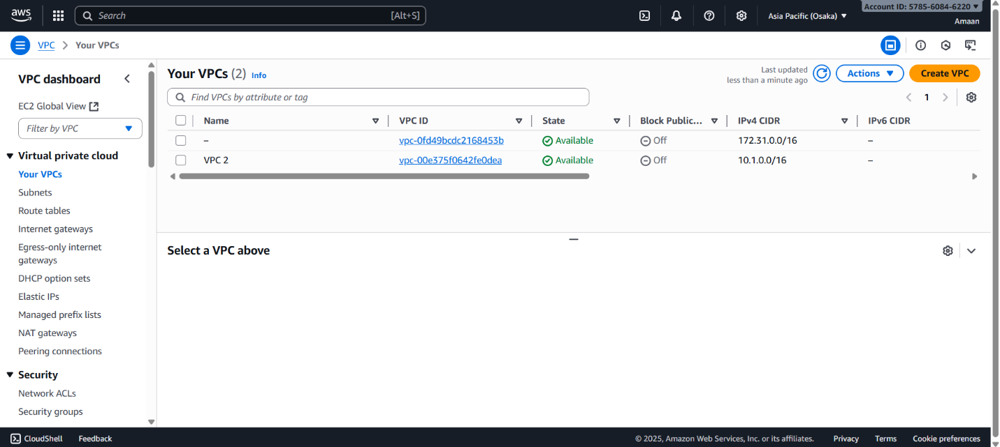 aws
Search [Alt+S]
Asia Pacific (Osaka)
Account ID: 5785-6084-6220
Amaan
VPC
Your VPCs
VPC dashboard
EC2 Global View
Filter by VPC
Virtual private cloud
Your VPCs
Subnets
Route tables
Internet gateways
Egress-only internet
gateways
DHCP option sets
Elastic IPs
Managed prefix lists
NAT gateways
Peering connections
Security
Network ACLs
Security groups
Your VPCs (2) Info
Last updated
less than a minute ago
Actions
Create VPC
Find VPCs by attribute or tag
1
Name VPC ID State Block Public... IPv4 CIDR IPv6 CIDR
– vpc-0fd49bcdc2168453b Available Off 172.31.0.0/16 –
VPC 2 vpc-00e375f0642fe0dea Available Off 10.1.0.0/16 –
Select a VPC above
CloudShell Feedback © 2025, Amazon Web Services, Inc. or its affiliates. Privacy Terms Cookie preferences